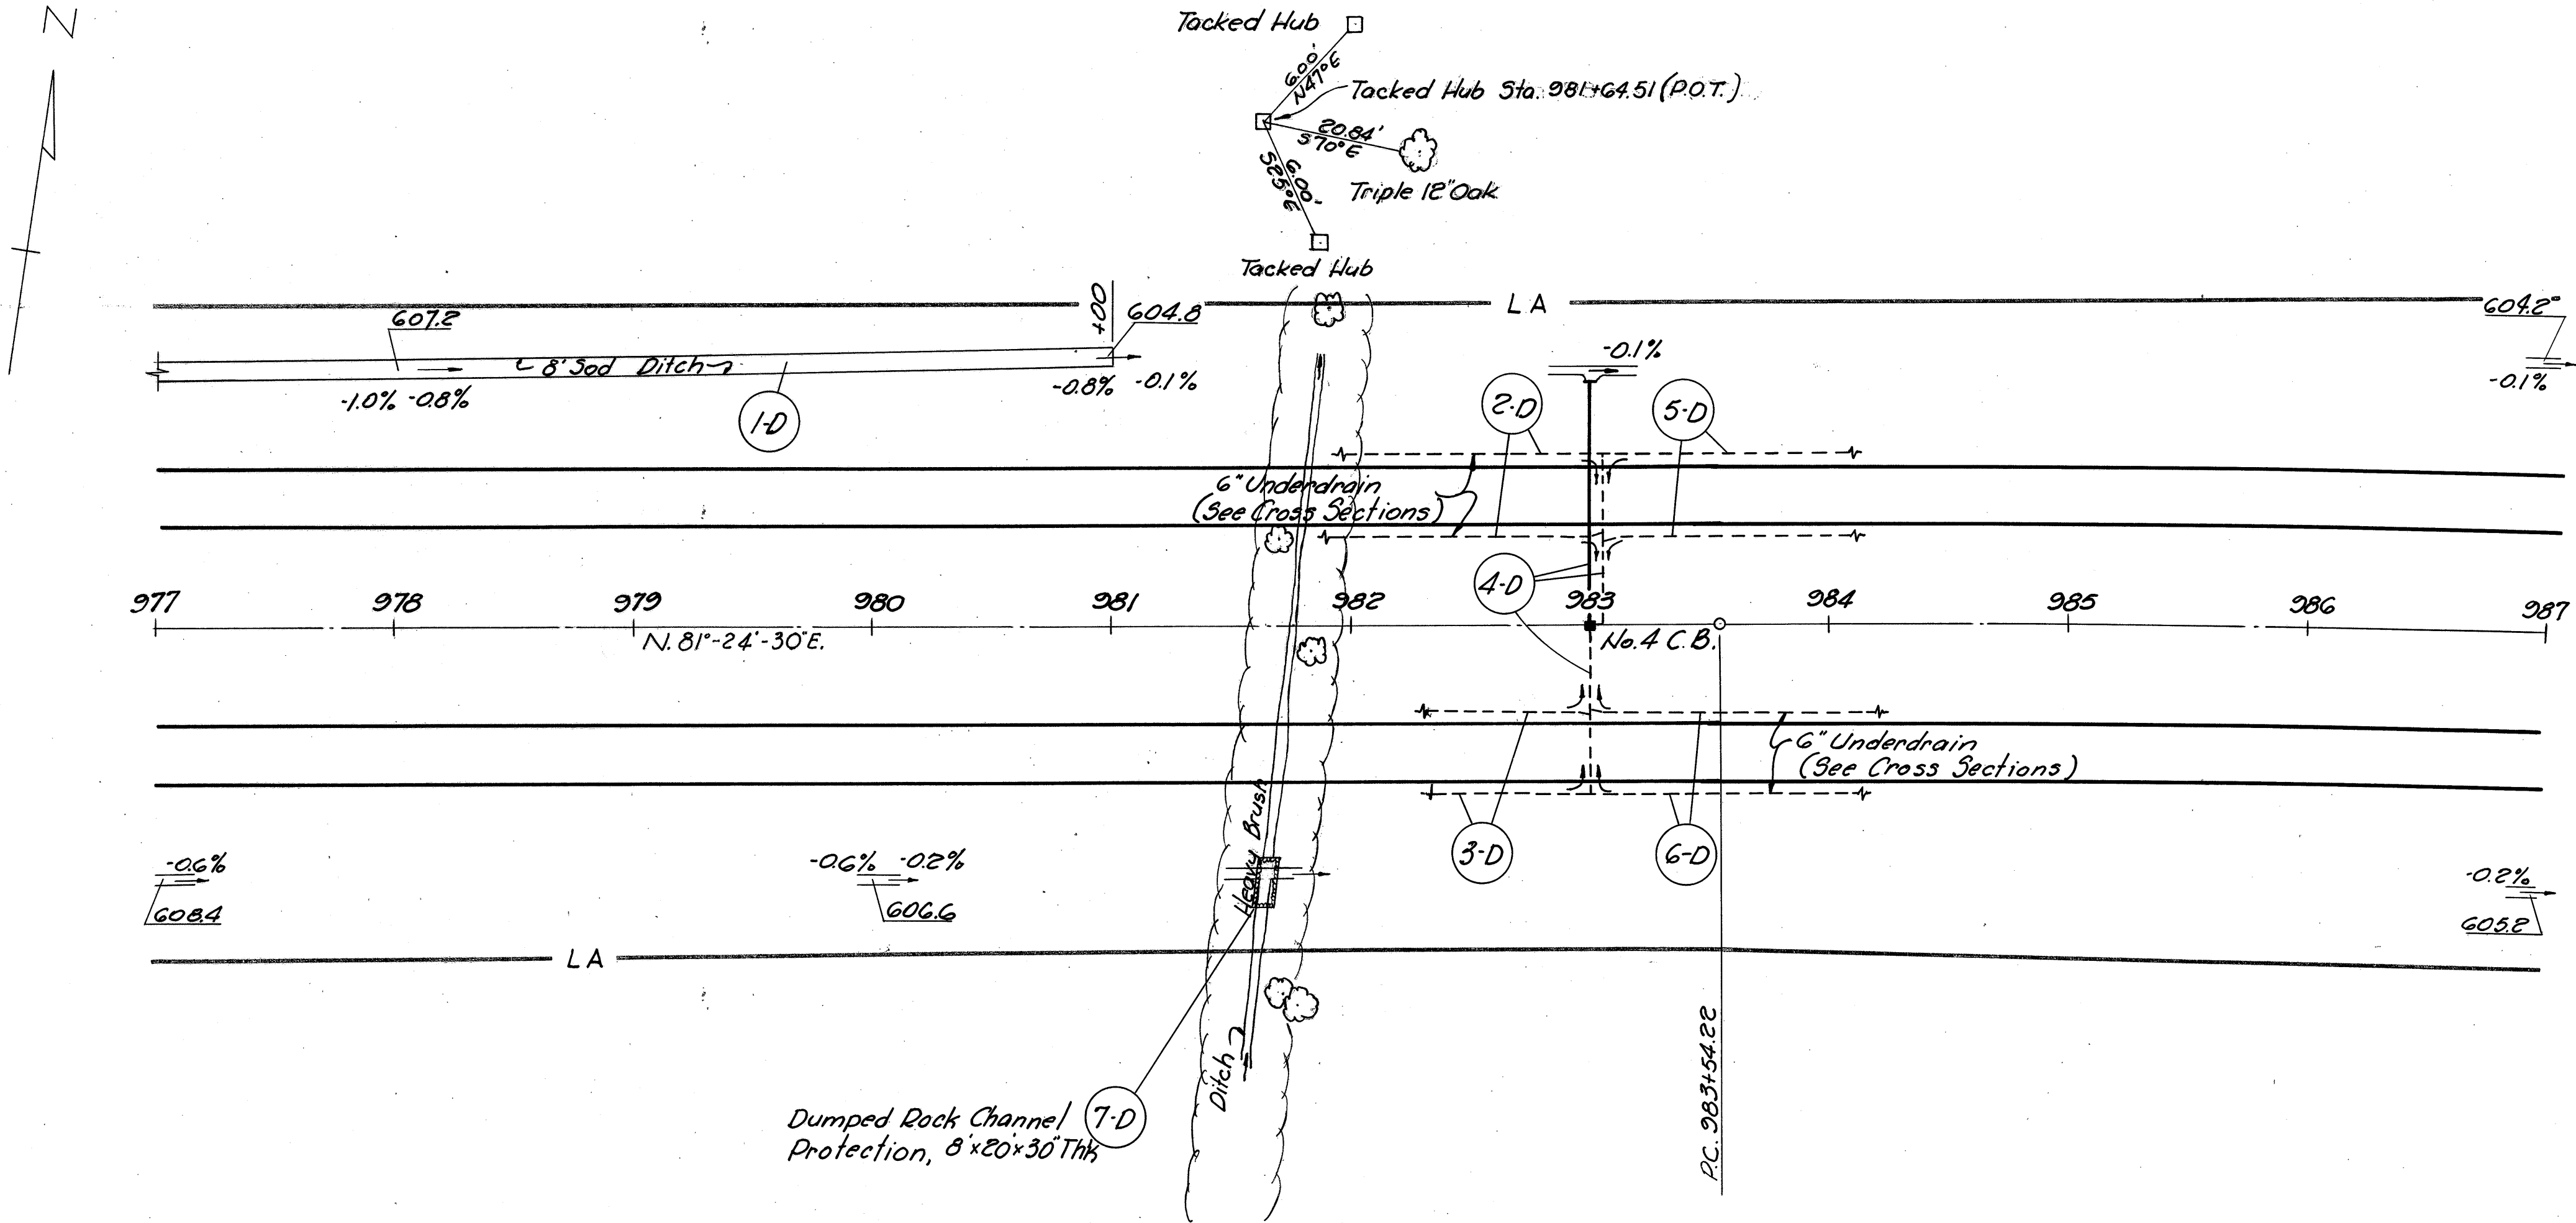 N
Tacked Hub
6.00'
N47°E
Tacked Hub Sta. 981+64.51 (P.O.T.)
20.84'
S70°E
6.00'
S25°E
Triple 12" Oak
Tacked Hub
+00
604.8
607.2
LA
604.2
8' Sod Ditch
-1.0% -0.8%
-0.8% -0.1%
-0.1%
-0.1%
1-D
2-D
5-D
6" Underdrain
(See Cross Sections)
4-D
977 978 979 980 981 982 983 984 985 986 987
N. 81°-24'-30"E.
No. 4 C.B.
6" Underdrain
(See Cross Sections)
Heavy Brush
3-D
6-D
-0.6%
608.4
-0.6% -0.2%
606.6
-0.2%
605.2
LA
Ditch
P.C. 983+54.22
7-D
Dumped Rock Channel
Protection, 8'x20'x30" Thk